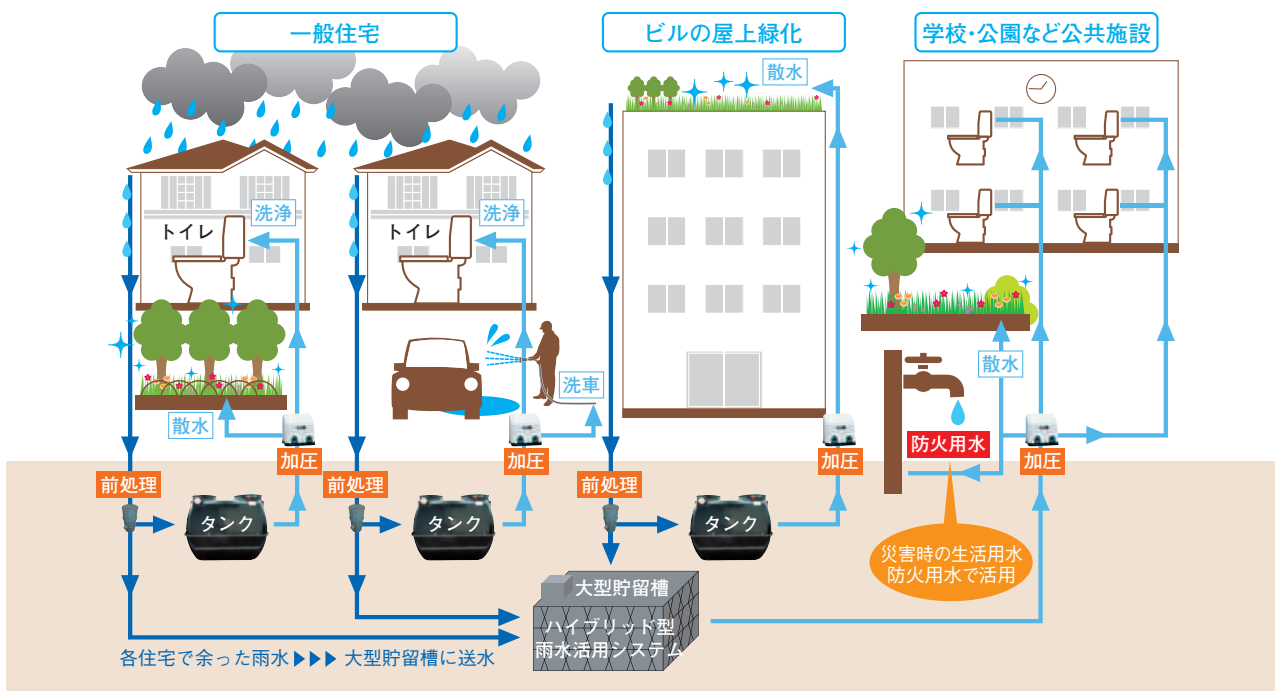 一般住宅
ビルの屋上緑化
学校・公園など公共施設
散水
洗浄
洗浄
トイレ
トイレ
散水
洗車
散水
防火用水
加圧
加圧
加圧
加圧
前処理
前処理
前処理
タンク
タンク
タンク
災害時の生活用水
防火用水で活用
大型貯留槽
ハイブリッド型
雨水活用システム
各住宅で余った雨水▶▶▶大型貯留槽に送水